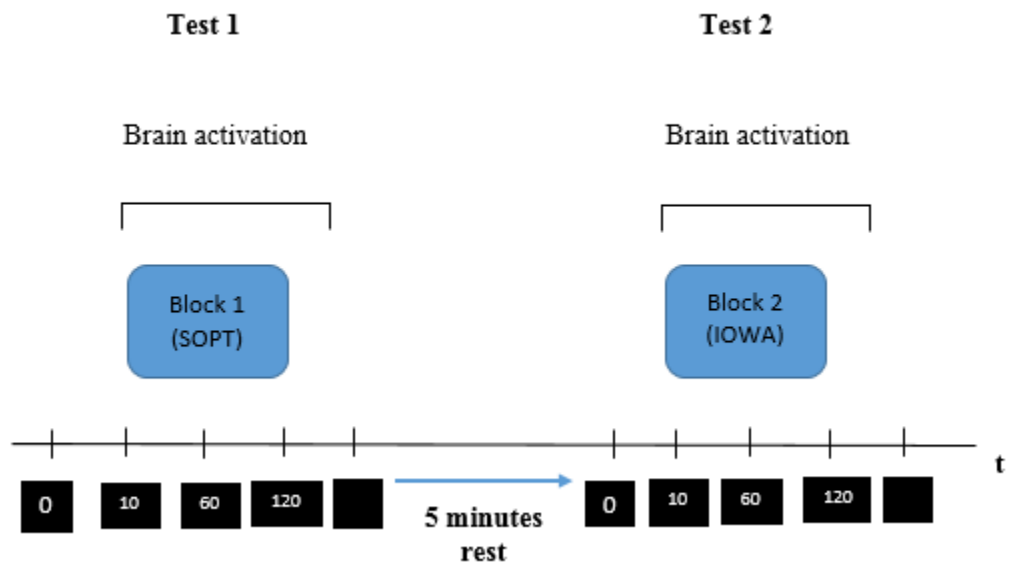 Test 1
Test 2
Brain activation
Brain activation
Block 1
(SOPT)
Block 2
(IOWA)
t
0
10
60
120
5 minutes
rest
0
10
60
120